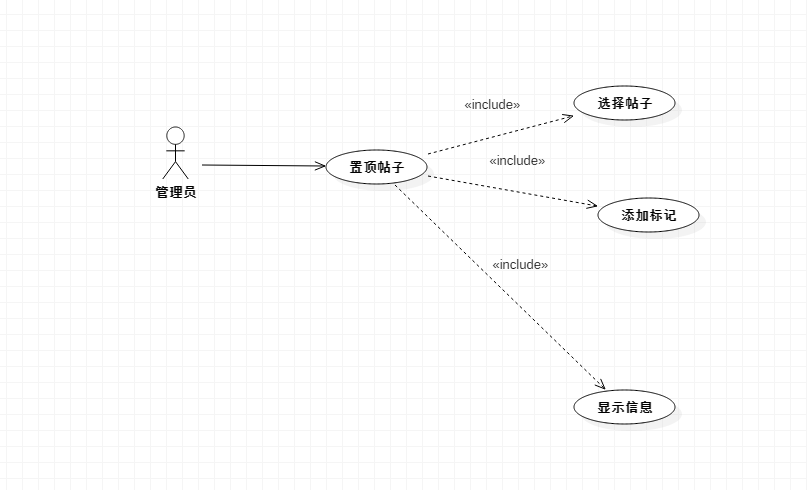 «include»
选择帖子
«include»
置顶帖子
管理员
添加标记
«include»
显示信息